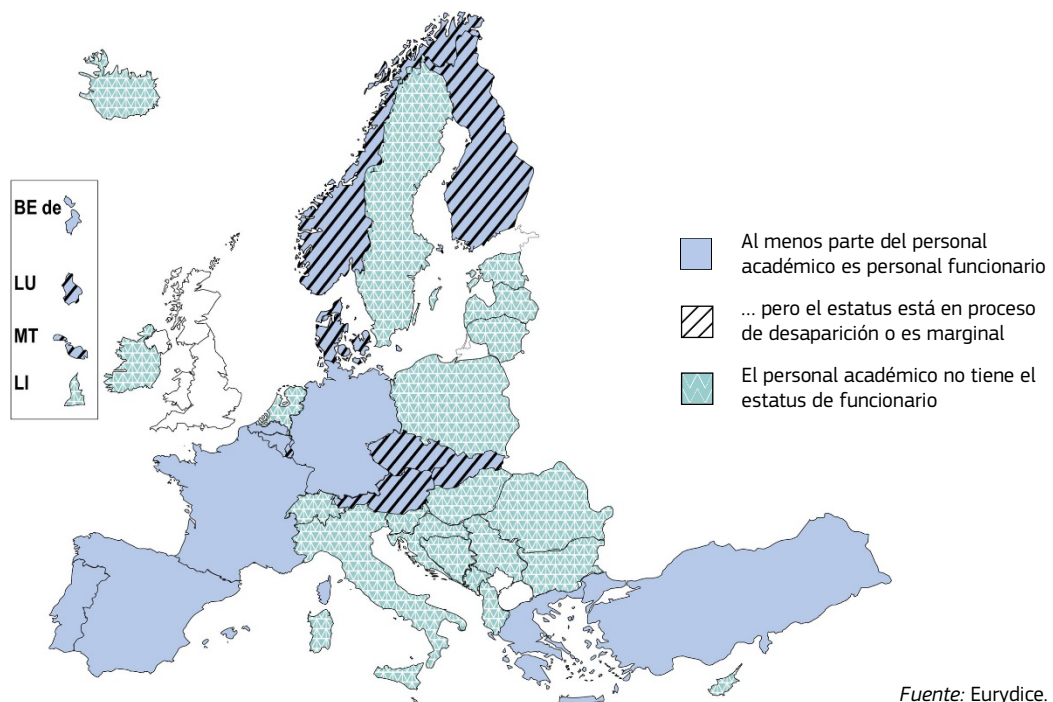 BE de
LU
MT
LI
Al menos parte del personal
académico es personal funcionario
... pero el estatus está en proceso
de desaparición o es marginal
El personal académico no tiene el
estatus de funcionario
Fuente: Eurydice.